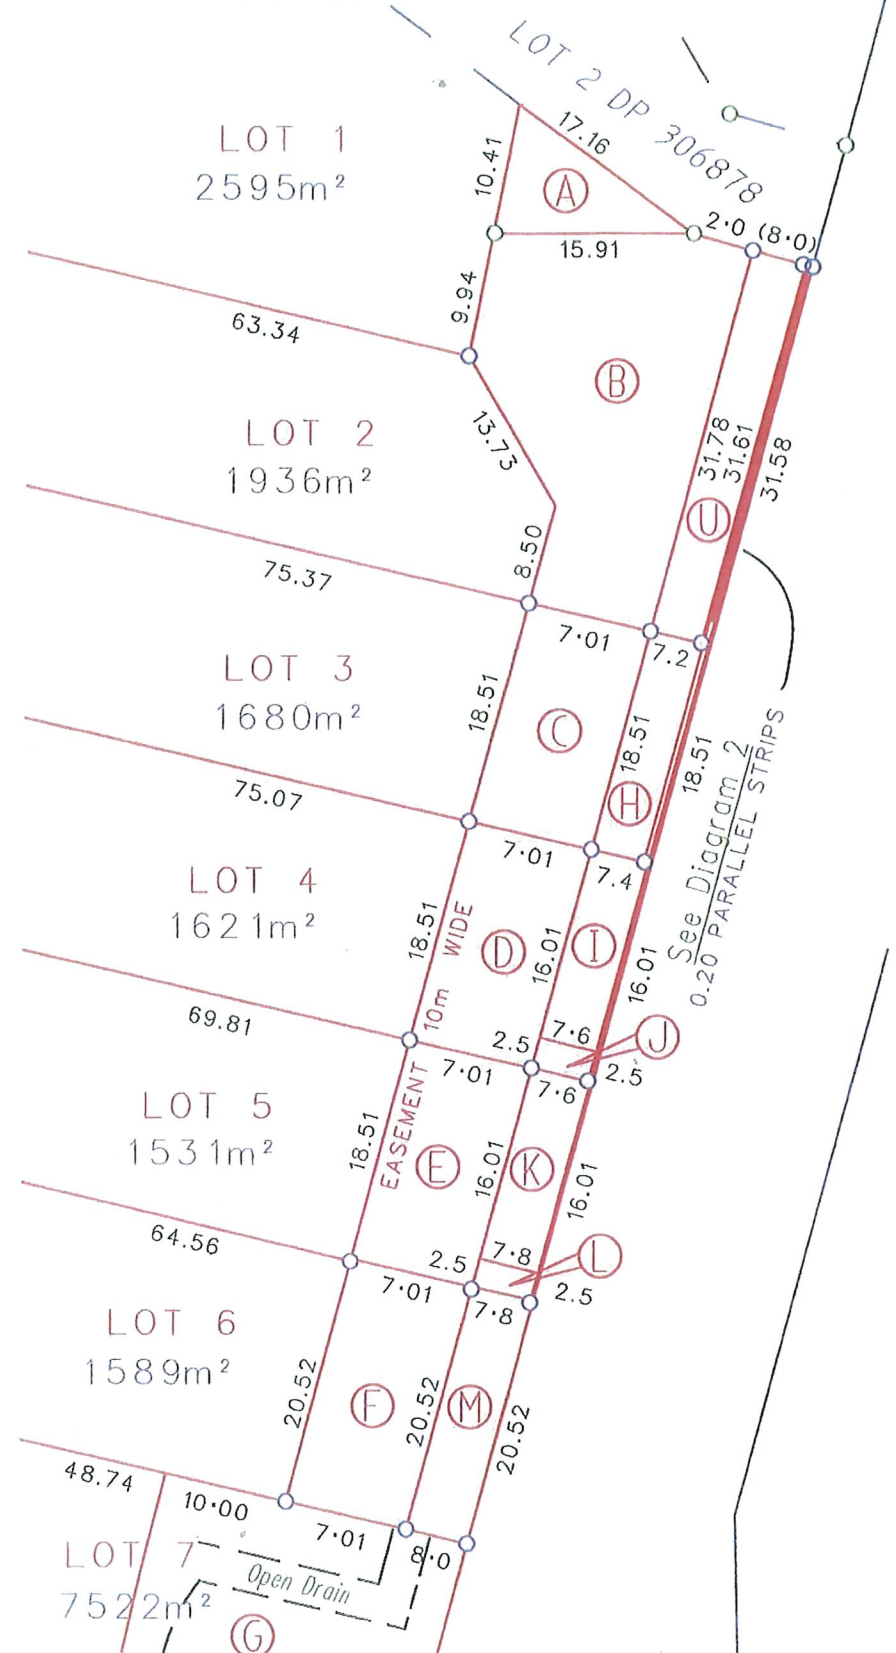 LOT 2 DP 306878
LOT 1
2595m²
10.41
17.16
A
2·0 (8·0)
15.91
9.94
63.34
B
LOT 2
1936m²
13.73
31.78
31.61
31.58
U
8.50
75.37
7·01
7.2
LOT 3
1680m²
18.51
C
18.51
18.51
H
See Diagram 2
0.20 PARALLEL STRIPS
75.07
7·01
7.4
LOT 4
1621m²
18.51
10m WIDE
D
16.01
I
16.01
69.81
2.5
7·6
J
7·01
7·6
2.5
LOT 5
1531m²
18.51
EASEMENT
E
16.01
K
16.01
64.56
2.5
7·8
L
7·01
7·8
2.5
LOT 6
1589m²
20.52
F
20.52
M
20.52
48.74
10·00
7·01
8·0
LOT 7
7522m²
Open Drain
G